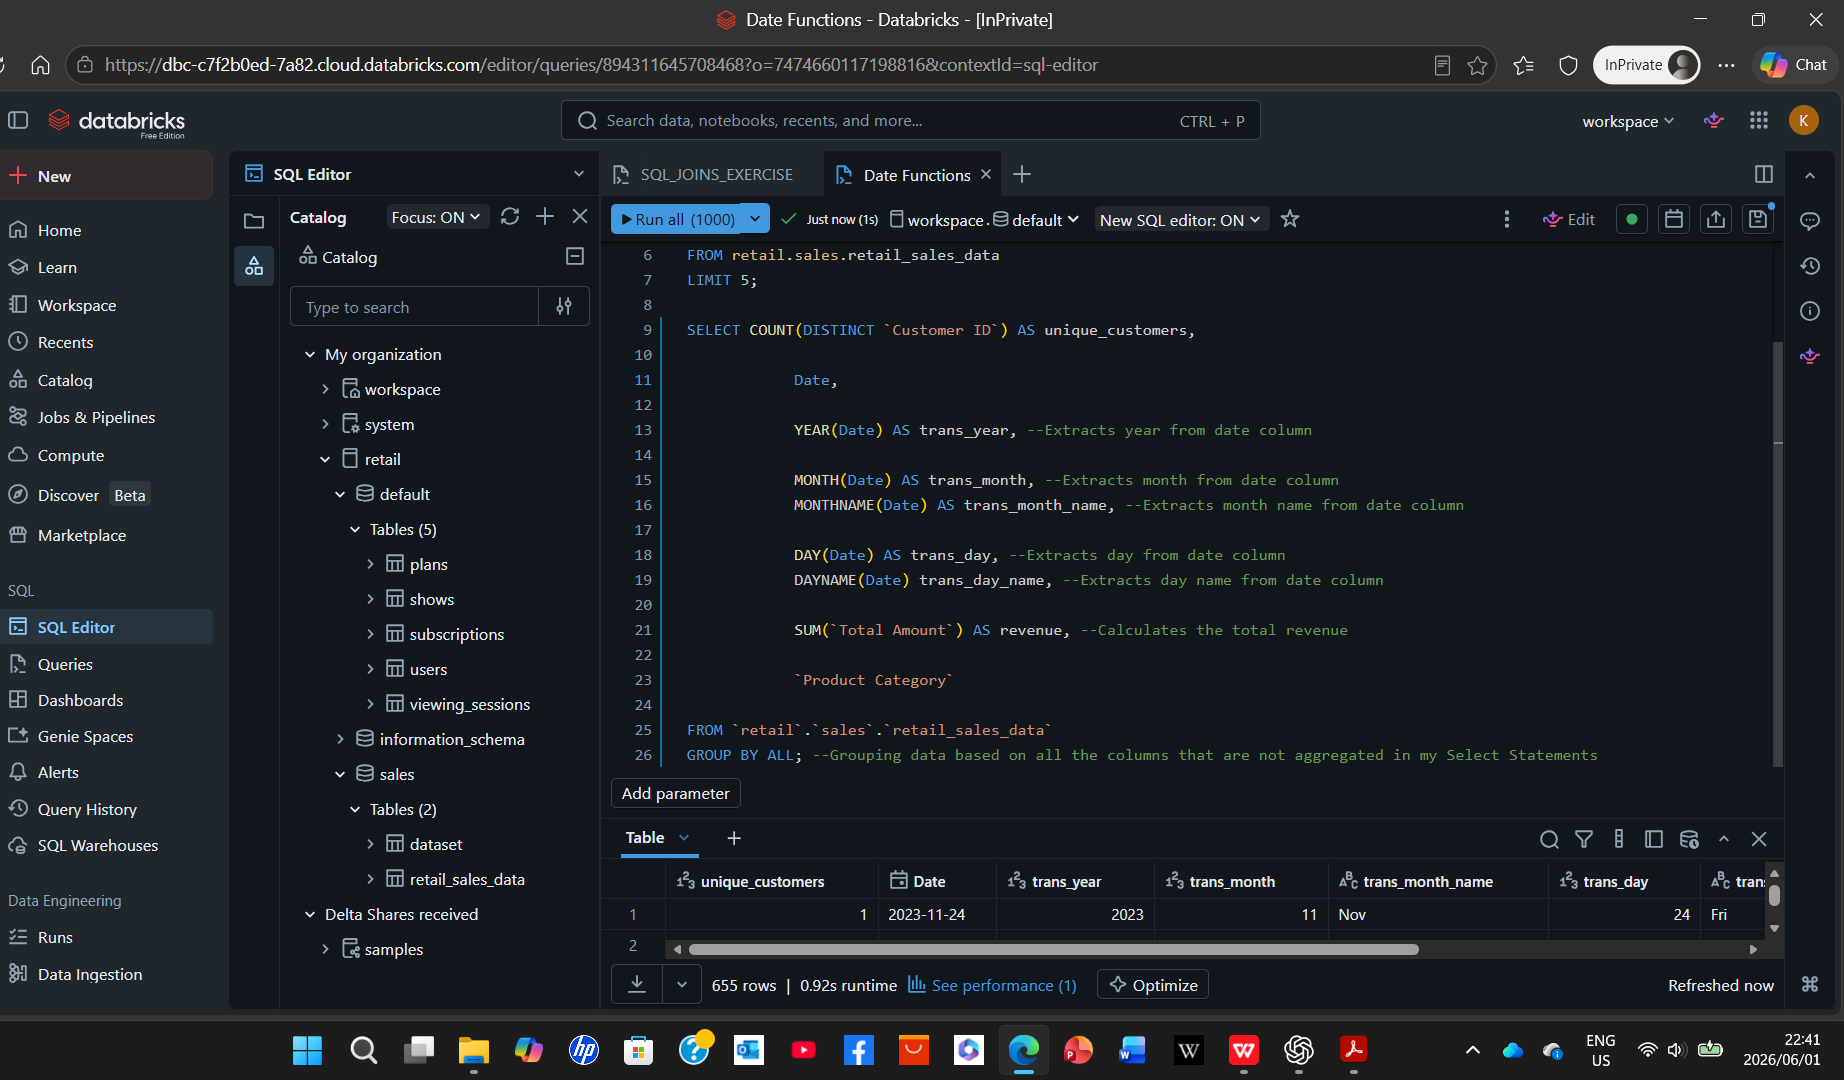 Date Functions - Databricks - [InPrivate]
https://dbc-c7f2b0ed-7a82.cloud.databricks.com/editor/queries/894311645708468?o=7474660117198816&contextId=sql-editor
InPrivate
Chat
databricks
Free Edition
Search data, notebooks, recents, and more...
CTRL + P
workspace
K
New
Home
Learn
Workspace
Recents
Catalog
Jobs & Pipelines
Compute
Discover Beta
Marketplace
SQL
SQL Editor
Queries
Dashboards
Genie Spaces
Alerts
Query History
SQL Warehouses
Data Engineering
Runs
Data Ingestion
SQL Editor
Catalog
Focus: ON
Catalog
Type to search
My organization
workspace
system
retail
default
Tables (5)
plans
shows
subscriptions
users
viewing_sessions
information_schema
sales
Tables (2)
dataset
retail_sales_data
Delta Shares received
samples
SQL_JOINS_EXERCISE
Date Functions
Run all (1000)
Just now (1s)
workspace . default
New SQL editor: ON
Edit
6 FROM retail.sales.retail_sales_data
7 LIMIT 5;
8
9 SELECT COUNT(DISTINCT `Customer ID`) AS unique_customers,
10
11 Date,
12
13 YEAR(Date) AS trans_year, --Extracts year from date column
14
15 MONTH(Date) AS trans_month, --Extracts month from date column
16 MONTHNAME(Date) AS trans_month_name, --Extracts month name from date column
17
18 DAY(Date) AS trans_day, --Extracts day from date column
19 DAYNAME(Date) trans_day_name, --Extracts day name from date column
20
21 SUM(`Total Amount`) AS revenue, --Calculates the total revenue
22
23 `Product Category`
24
25 FROM `retail`.`sales`.`retail_sales_data`
26 GROUP BY ALL; --Grouping data based on all the columns that are not aggregated in my Select Statements
Add parameter
Table
unique_customers Date trans_year trans_month trans_month_name trans_day tran
1 1 2023-11-24 2023 11 Nov 24 Fri
2
655 rows | 0.92s runtime See performance (1) Optimize
Refreshed now
ENG
US
22:41
2026/06/01